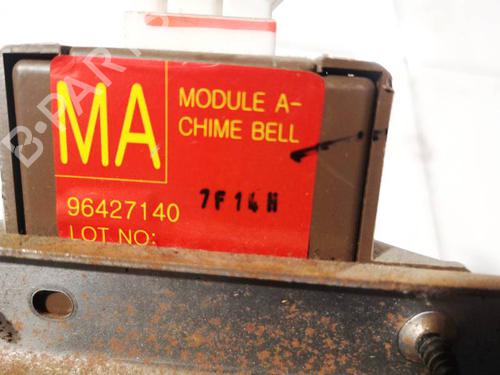 MA
MODULE A-
CHIME BELL
96427140
7F14H
LOT NO:
B-PARTS